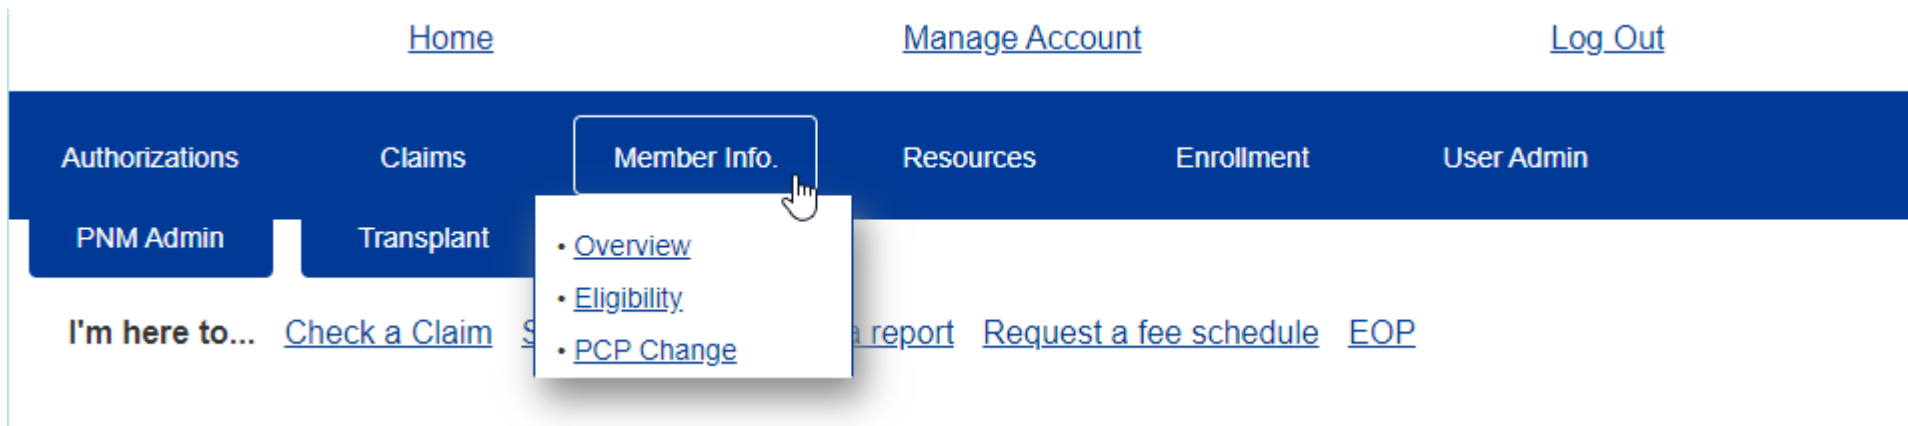 Home Manage Account Log Out
Authorizations Claims Member Info. Resources Enrollment User Admin
PNM Admin Transplant
• Overview
• Eligibility
• PCP Change
I'm here to... Check a Claim report Request a fee schedule EOP